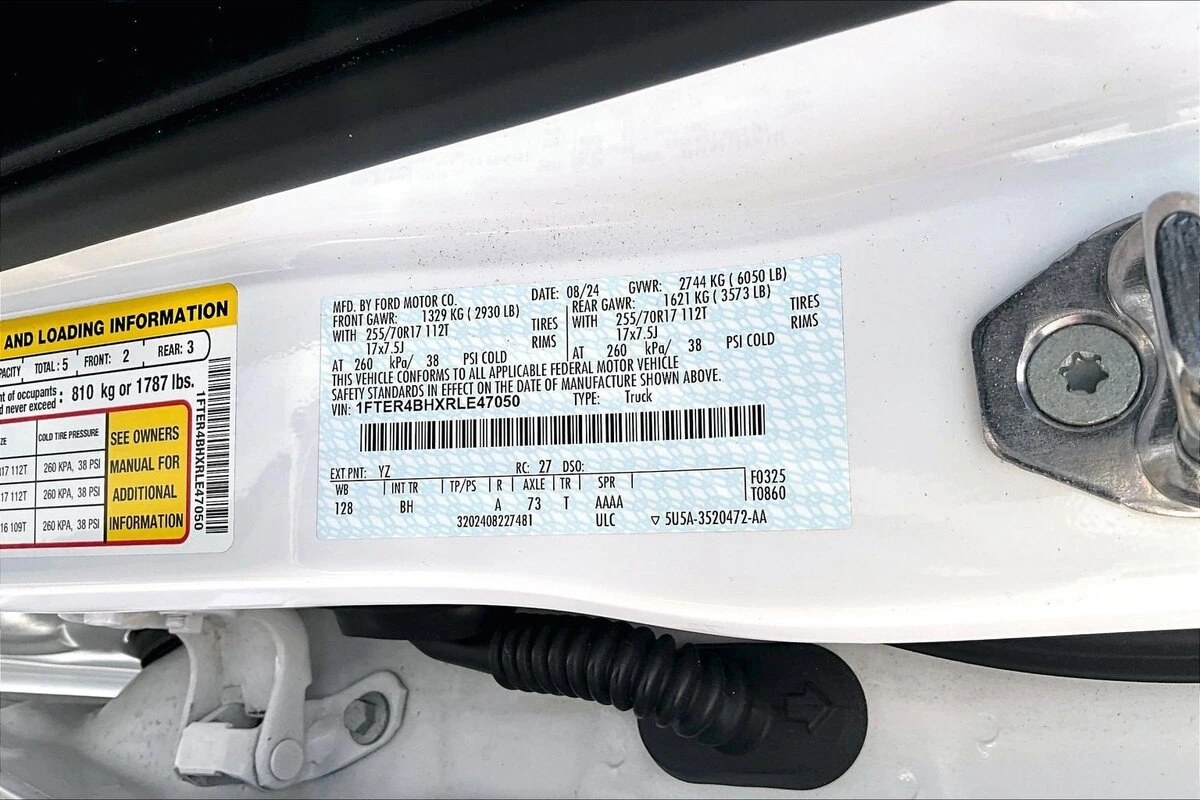 AND LOADING INFORMATION
TOTAL: 5 FRONT: 2 REAR: 3
of occupants: 810 kg or 1787 lbs.
never exceed:
COLD TIRE PRESSURE
112T 260 KPA, 38 PSI
112T 260 KPA, 38 PSI
109T 260 KPA, 38 PSI
SEE OWNERS
MANUAL FOR
ADDITIONAL
INFORMATION
1FTER4BHXRLE47050
MFD. BY FORD MOTOR CO. DATE: 08/24 GVWR: 2744 KG ( 6050 LB)
FRONT GAWR: 1329 KG ( 2930 LB) REAR GAWR: 1621 KG ( 3573 LB)
WITH 255/70R17 112T TIRES WITH 255/70R17 112T TIRES
17x7.5J RIMS 17x7.5J RIMS
AT 260 kPa/ 38 PSI COLD AT 260 kPa/ 38 PSI COLD
THIS VEHICLE CONFORMS TO ALL APPLICABLE FEDERAL MOTOR VEHICLE
SAFETY STANDARDS IN EFFECT ON THE DATE OF MANUFACTURE SHOWN ABOVE.
VIN: 1FTER4BHXRLE47050 TYPE: Truck
EXT PNT: YZ RC: 27 DSO:
WB INT TR TP/PS R AXLE TR SPR F0325
128 BH A 73 T AAAA T0860
3202408227481 ULC ▽ 5U5A-3520472-AA